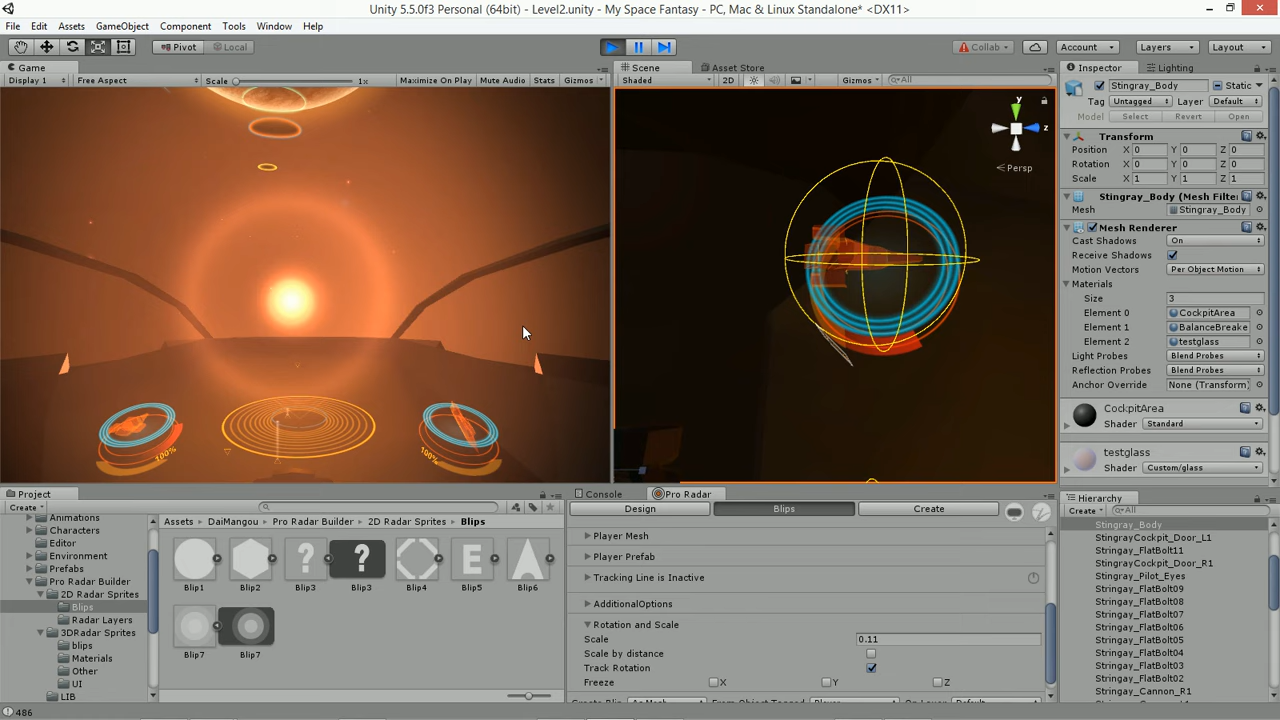 Unity 5.5.0f3 Personal (64bit) - Level2.unity - My Space Fantasy - PC, Mac & Linux Standalone* <DX11>
File Edit Assets GameObject Component Tools Window Help
Pivot Local Collab Account Layers Layout
Game Scene Asset Store Inspector Lighting
Display 1 Free Aspect Scale 1x Maximize On Play Mute Audio Stats Gizmos Shaded 2D Gizmos All
Stingray_Body Static
Tag Untagged Layer Default
Model Select Revert Open
Transform
Position X 0 Y 0 Z 0
Rotation X 0 Y 0 Z 0
Scale X 1 Y 1 Z 1
Stingray_Body (Mesh Filter
Mesh Stingray_Body
Mesh Renderer
Cast Shadows On
Receive Shadows
Motion Vectors Per Object Motion
Materials
Size 3
Element 0 CockpitArea
Element 1 BalanceBreake
Element 2 testglass
Light Probes Blend Probes
Reflection Probes Blend Probes
Anchor Override None (Transform)
CockpitArea
Shader Standard
testglass
Shader Custom/glass
y
z
Persp
100%
100%
Project
Create
Animations
Characters
Editor
Environment
Prefabs
Pro Radar Builder
2D Radar Sprites
Blips
Radar Layers
3DRadar Sprites
blips
Materials
Other
UI
LIB
Assets DaiMangou Pro Radar Builder 2D Radar Sprites Blips
? ? E
Blip1 Blip2 Blip3 Blip3 Blip4 Blip5 Blip6
Blip7 Blip7
Console Pro Radar
Design Blips Create
Player Mesh
Player Prefab
Tracking Line is Inactive
AdditionalOptions
Rotation and Scale
Scale 0.11
Scale by distance
Track Rotation
Freeze X Y Z
Hierarchy
Create All
Stingray_Body
StingrayCockpit_Door_L1
Stringay_FlatBolt11
StingrayCockpit_Door_R1
Stingray_Pilot_Eyes
Stringay_FlatBolt09
Stringay_FlatBolt08
Stringay_FlatBolt07
Stringay_FlatBolt06
Stringay_FlatBolt05
Stringay_FlatBolt04
Stringay_FlatBolt03
Stringay_FlatBolt02
Stingray_Cannon_R1
486